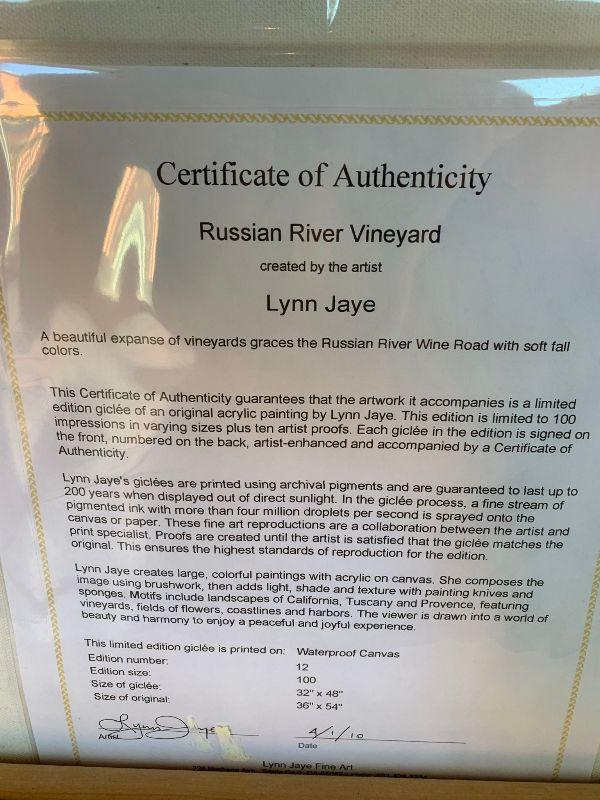 Certificate of Authenticity
Russian River Vineyard
created by the artist
Lynn Jaye
A beautiful expanse of vineyards graces the Russian River Wine Road with soft fall
colors.
This Certificate of Authenticity guarantees that the artwork it accompanies is a limited
edition giclée of an original acrylic painting by Lynn Jaye. This edition is limited to 100
impressions in varying sizes plus ten artist proofs. Each giclée in the edition is signed on
the front, numbered on the back, artist-enhanced and accompanied by a Certificate of
Authenticity.
Lynn Jaye's giclées are printed using archival pigments and are guaranteed to last up to
200 years when displayed out of direct sunlight. In the giclée process, a fine stream of
pigmented ink with more than four million droplets per second is sprayed onto the
canvas or paper. These fine art reproductions are a collaboration between the artist and
print specialist. Proofs are created until the artist is satisfied that the giclée matches the
original. This ensures the highest standards of reproduction for the edition.
Lynn Jaye creates large, colorful paintings with acrylic on canvas. She composes the
image using brushwork, then adds light, shade and texture with painting knives and
sponges. Motifs include landscapes of California, Tuscany and Provence, featuring
vineyards, fields of flowers, coastlines and harbors. The viewer is drawn into a world of
beauty and harmony to enjoy a peaceful and joyful experience.
This limited edition giclée is printed on: Waterproof Canvas
Edition number: 12
Edition size: 100
Size of giclée: 32" x 48"
Size of original: 36" x 54"
Lynn Jaye 4/1/10
Artist Date
Lynn Jaye Fine Art